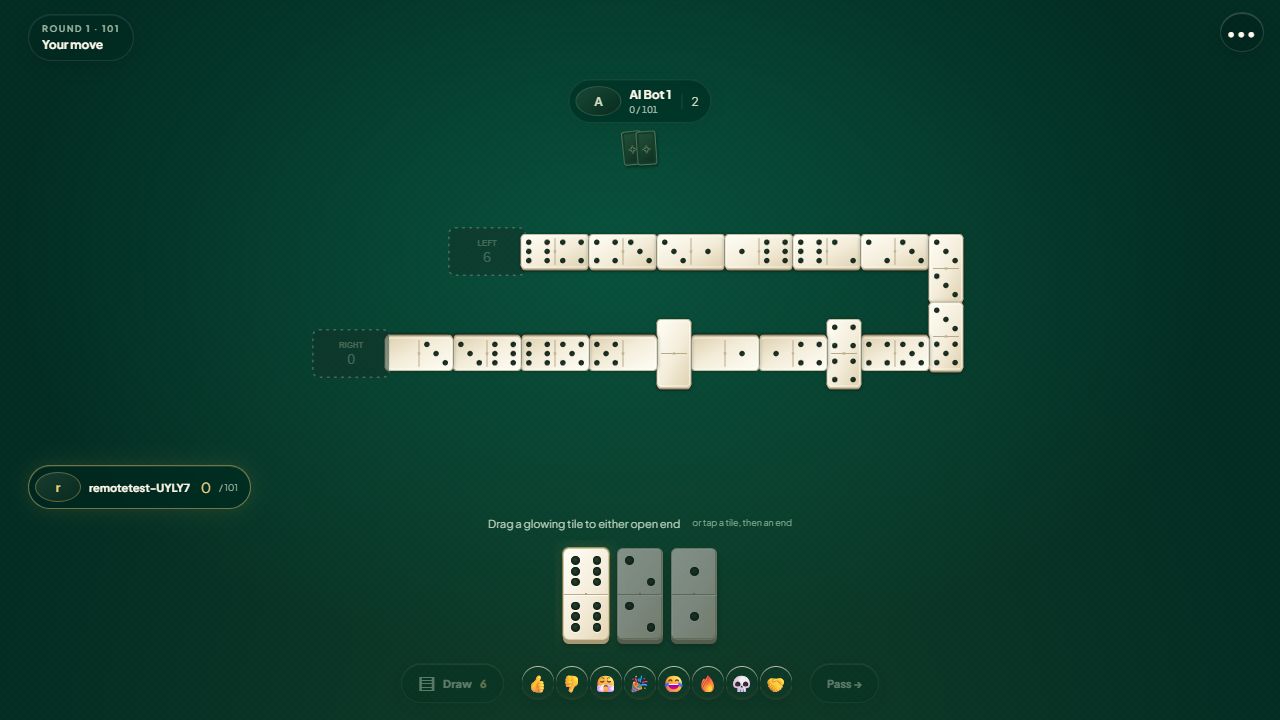 ROUND 1 · 101
Your move
A
AI Bot 1
0/101
2
LEFT
6
RIGHT
0
r
remotetest-UYLY7
0
/101
Drag a glowing tile to either open end
or tap a tile, then an end
Draw
6
Pass →